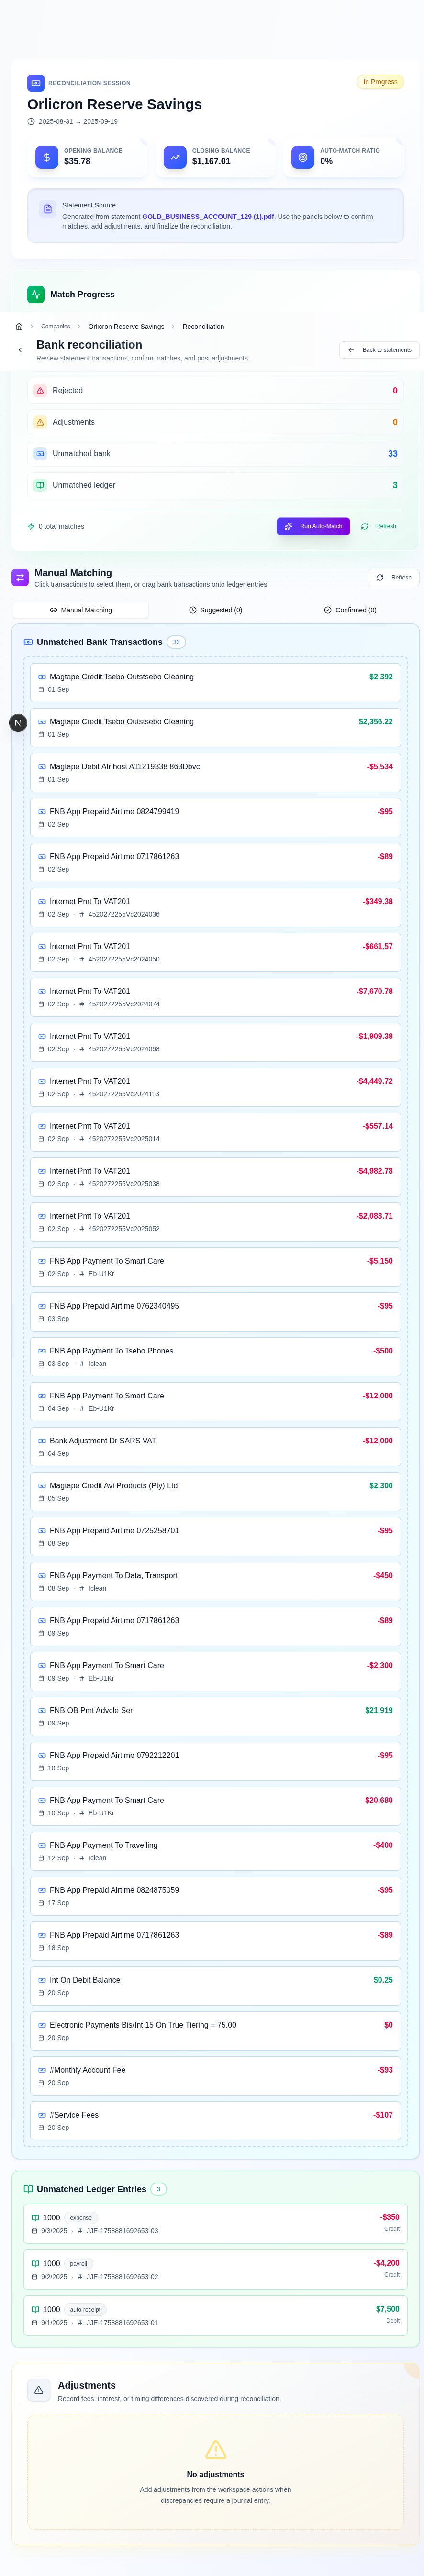 RECONCILIATION SESSION
In Progress
Orlicron Reserve Savings
2025-08-31 → 2025-09-19
OPENING BALANCE
$35.78
CLOSING BALANCE
$1,167.01
AUTO-MATCH RATIO
0%
Statement Source
Generated from statement GOLD_BUSINESS_ACCOUNT_129 (1).pdf. Use the panels below to confirm
matches, add adjustments, and finalize the reconciliation.
Match Progress
Companies > Orlicron Reserve Savings > Reconciliation
Bank reconciliation
Review statement transactions, confirm matches, and post adjustments.
Back to statements
Rejected 0
Adjustments 0
Unmatched bank 33
Unmatched ledger 3
0 total matches
Run Auto-Match
Refresh
Manual Matching
Click transactions to select them, or drag bank transactions onto ledger entries
Refresh
Manual Matching
Suggested (0)
Confirmed (0)
Unmatched Bank Transactions 33
Magtape Credit Tsebo Outstsebo Cleaning $2,392
01 Sep
Magtape Credit Tsebo Outstsebo Cleaning $2,356.22
01 Sep
N
Magtape Debit Afrihost A11219338 863Dbvc -$5,534
01 Sep
FNB App Prepaid Airtime 0824799419 -$95
02 Sep
FNB App Prepaid Airtime 0717861263 -$89
02 Sep
Internet Pmt To VAT201 -$349.38
02 Sep · # 4520272255Vc2024036
Internet Pmt To VAT201 -$661.57
02 Sep · # 4520272255Vc2024050
Internet Pmt To VAT201 -$7,670.78
02 Sep · # 4520272255Vc2024074
Internet Pmt To VAT201 -$1,909.38
02 Sep · # 4520272255Vc2024098
Internet Pmt To VAT201 -$4,449.72
02 Sep · # 4520272255Vc2024113
Internet Pmt To VAT201 -$557.14
02 Sep · # 4520272255Vc2025014
Internet Pmt To VAT201 -$4,982.78
02 Sep · # 4520272255Vc2025038
Internet Pmt To VAT201 -$2,083.71
02 Sep · # 4520272255Vc2025052
FNB App Payment To Smart Care -$5,150
02 Sep · # Eb-U1Kr
FNB App Prepaid Airtime 0762340495 -$95
03 Sep
FNB App Payment To Tsebo Phones -$500
03 Sep · # Iclean
FNB App Payment To Smart Care -$12,000
04 Sep · # Eb-U1Kr
Bank Adjustment Dr SARS VAT -$12,000
04 Sep
Magtape Credit Avi Products (Pty) Ltd $2,300
05 Sep
FNB App Prepaid Airtime 0725258701 -$95
08 Sep
FNB App Payment To Data, Transport -$450
08 Sep · # Iclean
FNB App Prepaid Airtime 0717861263 -$89
09 Sep
FNB App Payment To Smart Care -$2,300
09 Sep · # Eb-U1Kr
FNB OB Pmt Advcle Ser $21,919
09 Sep
FNB App Prepaid Airtime 0792212201 -$95
10 Sep
FNB App Payment To Smart Care -$20,680
10 Sep · # Eb-U1Kr
FNB App Payment To Travelling -$400
12 Sep · # Iclean
FNB App Prepaid Airtime 0824875059 -$95
17 Sep
FNB App Prepaid Airtime 0717861263 -$89
18 Sep
Int On Debit Balance $0.25
20 Sep
Electronic Payments Bis/Int 15 On True Tiering = 75.00 $0
20 Sep
#Monthly Account Fee -$93
20 Sep
#Service Fees -$107
20 Sep
Unmatched Ledger Entries 3
1000 expense -$350
9/3/2025 · # JJE-1758881692653-03 Credit
1000 payroll -$4,200
9/2/2025 · # JJE-1758881692653-02 Credit
1000 auto-receipt $7,500
9/1/2025 · # JJE-1758881692653-01 Debit
Adjustments
Record fees, interest, or timing differences discovered during reconciliation.
No adjustments
Add adjustments from the workspace actions when
discrepancies require a journal entry.